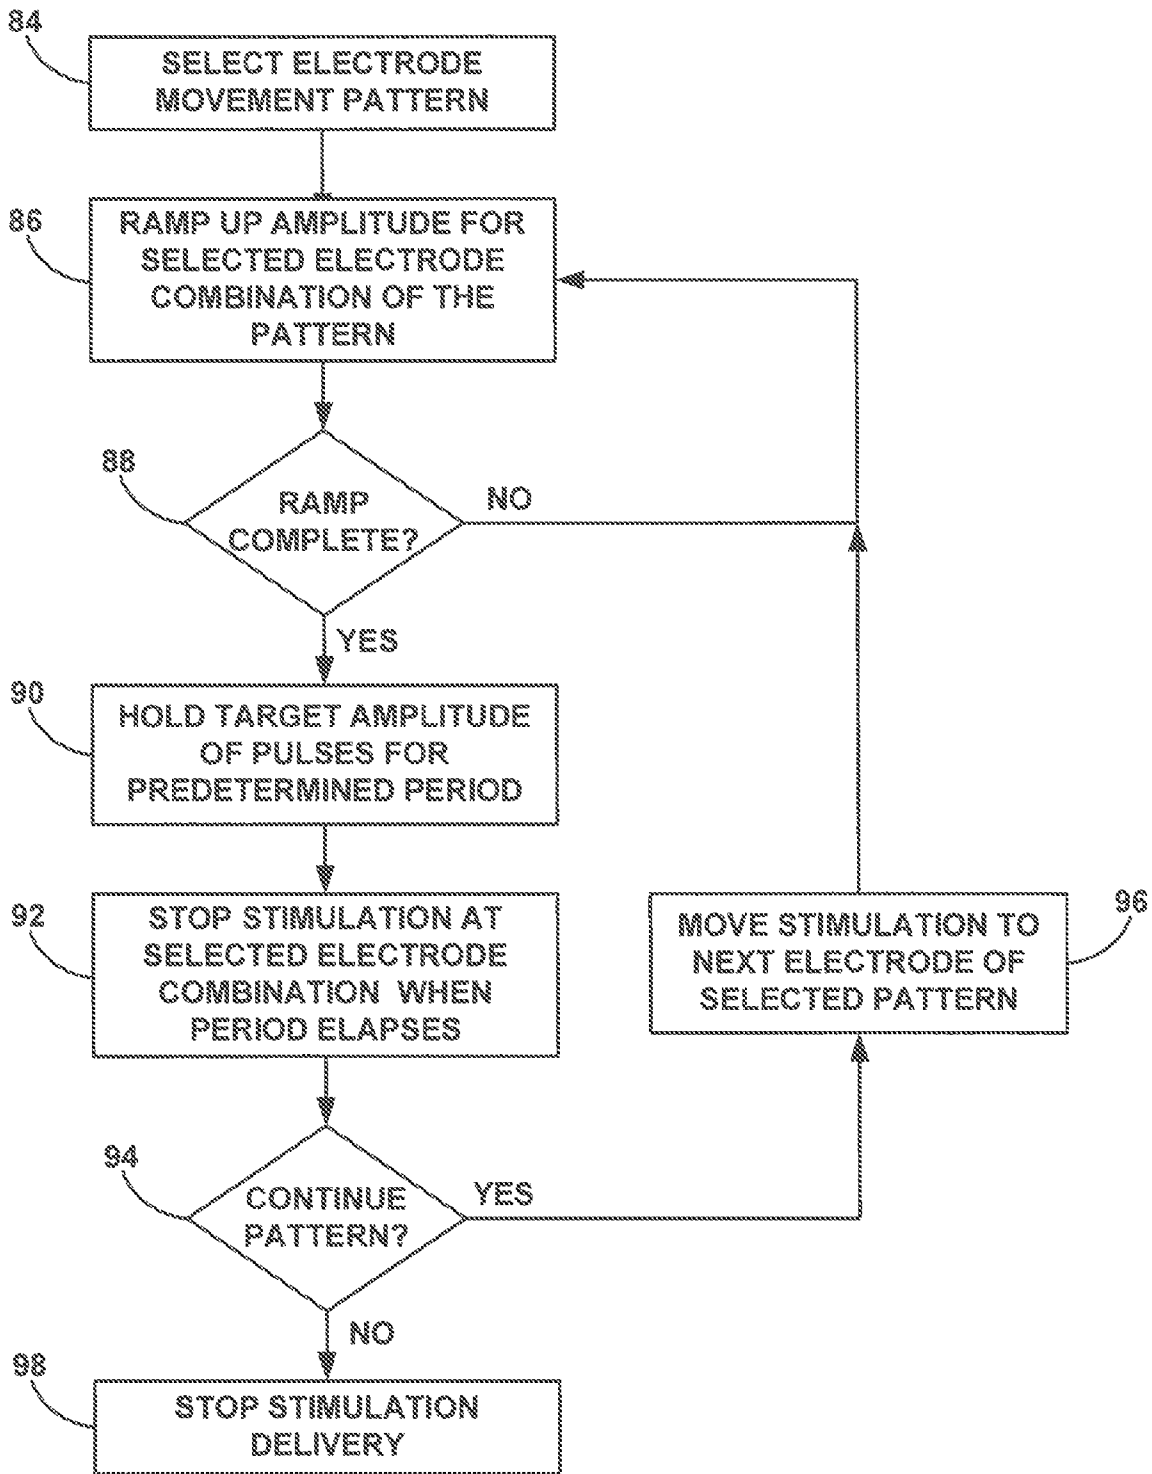 84
SELECT ELECTRODE
MOVEMENT PATTERN
86
RAMP UP AMPLITUDE FOR
SELECTED ELECTRODE
COMBINATION OF THE
PATTERN
88
RAMP
COMPLETE?
NO
YES
90
HOLD TARGET AMPLITUDE
OF PULSES FOR
PREDETERMINED PERIOD
92
STOP STIMULATION AT
SELECTED ELECTRODE
COMBINATION WHEN
PERIOD ELAPSES
96
MOVE STIMULATION TO
NEXT ELECTRODE OF
SELECTED PATTERN
94
CONTINUE
PATTERN?
YES
NO
98
STOP STIMULATION
DELIVERY